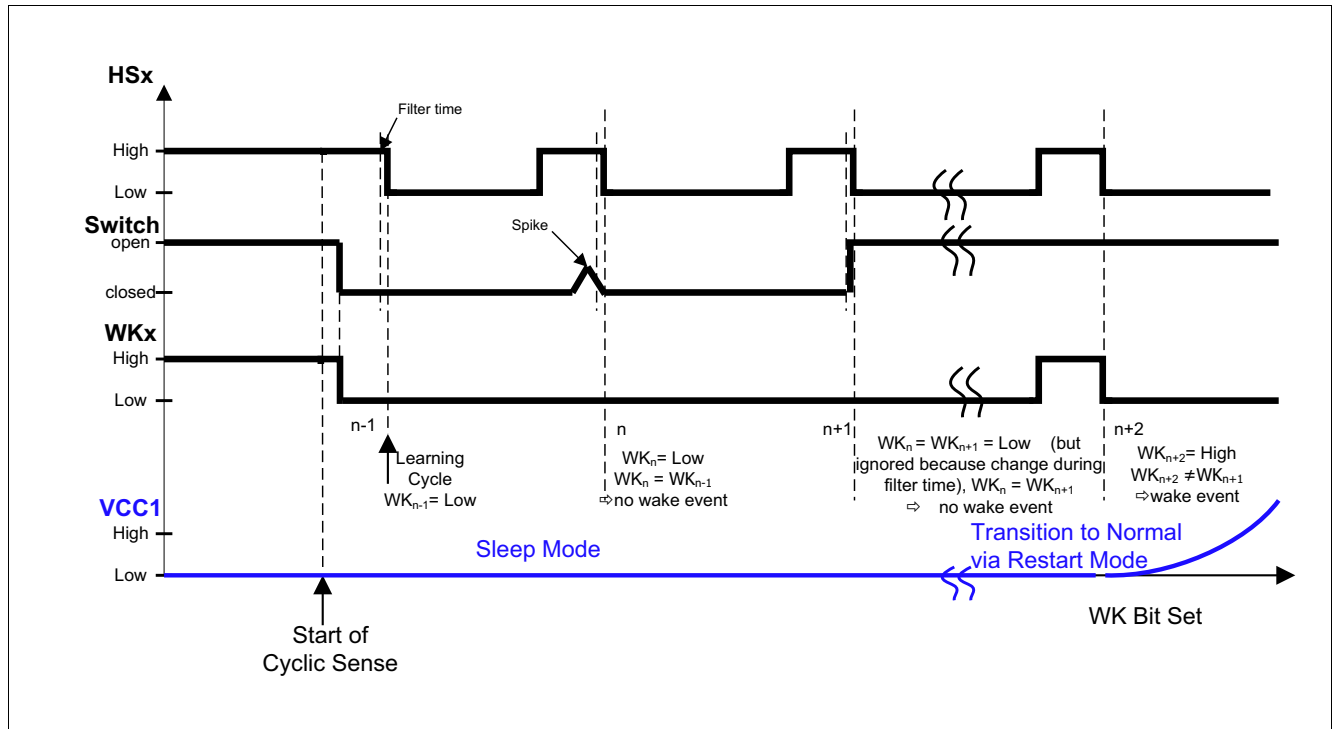 HSx
Filter time
High
Low
Switch
open
Spike
closed
WKx
High
Low
n-1
n
n+1
n+2
Learning
Cycle
WKn-1= Low
WKn= Low
WKn = WKn-1
⇨no wake event
WKn = WKn+1 = Low (but
ignored because change during
filter time), WKn = WKn+1
⇨ no wake event
WKn+2= High
WKn+2 ≠WKn+1
⇨wake event
VCC1
High
Low
Sleep Mode
Transition to Normal
via Restart Mode
Start of
Cyclic Sense
WK Bit Set